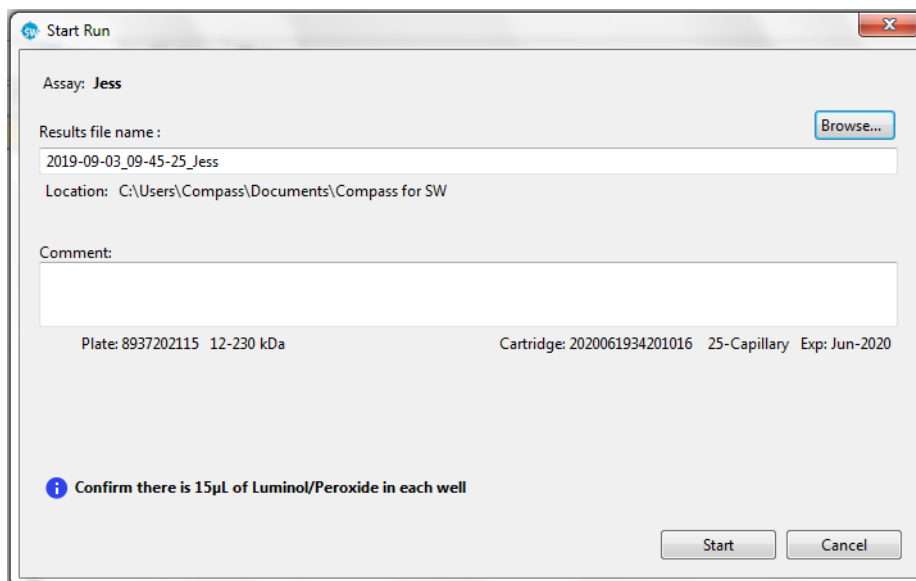 Start Run
Assay: Jess
Results file name :
Browse...
2019-09-03_09-45-25_Jess
Location: C:\Users\Compass\Documents\Compass for SW
Comment:
Plate: 8937202115 12-230 kDa Cartridge: 2020061934201016 25-Capillary Exp: Jun-2020
Confirm there is 15µL of Luminol/Peroxide in each well
Start Cancel